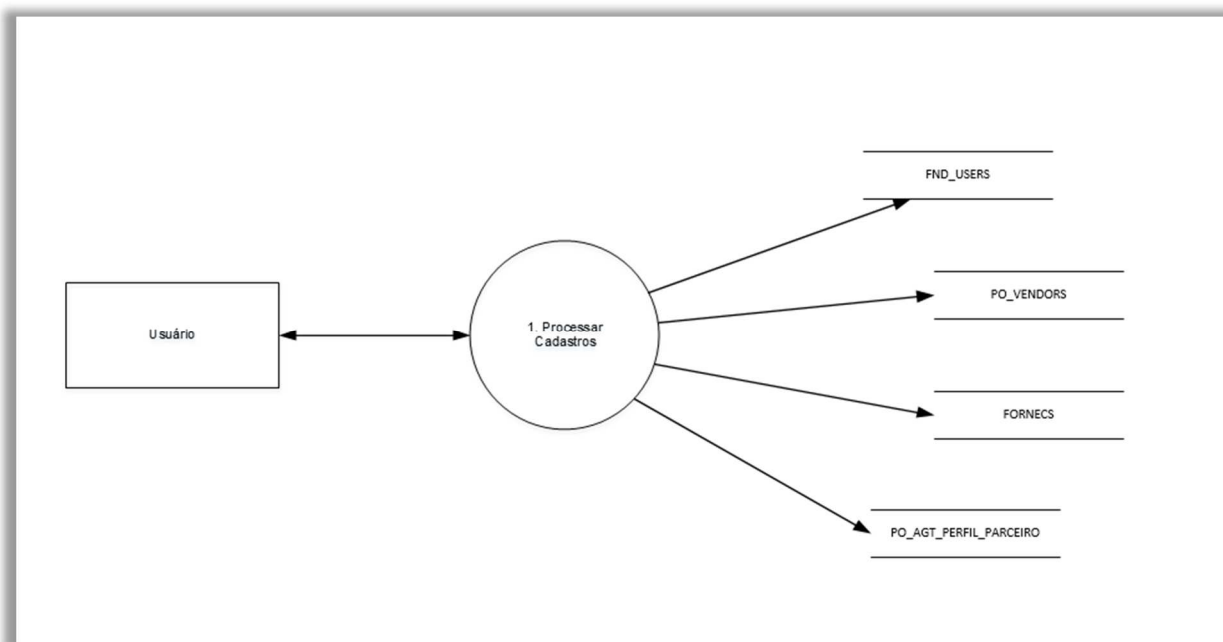 FND_USERS
PO_VENDORS
Usuário
1. Processar
Cadastros
FORNECS
PO_AGT_PERFIL_PARCEIRO